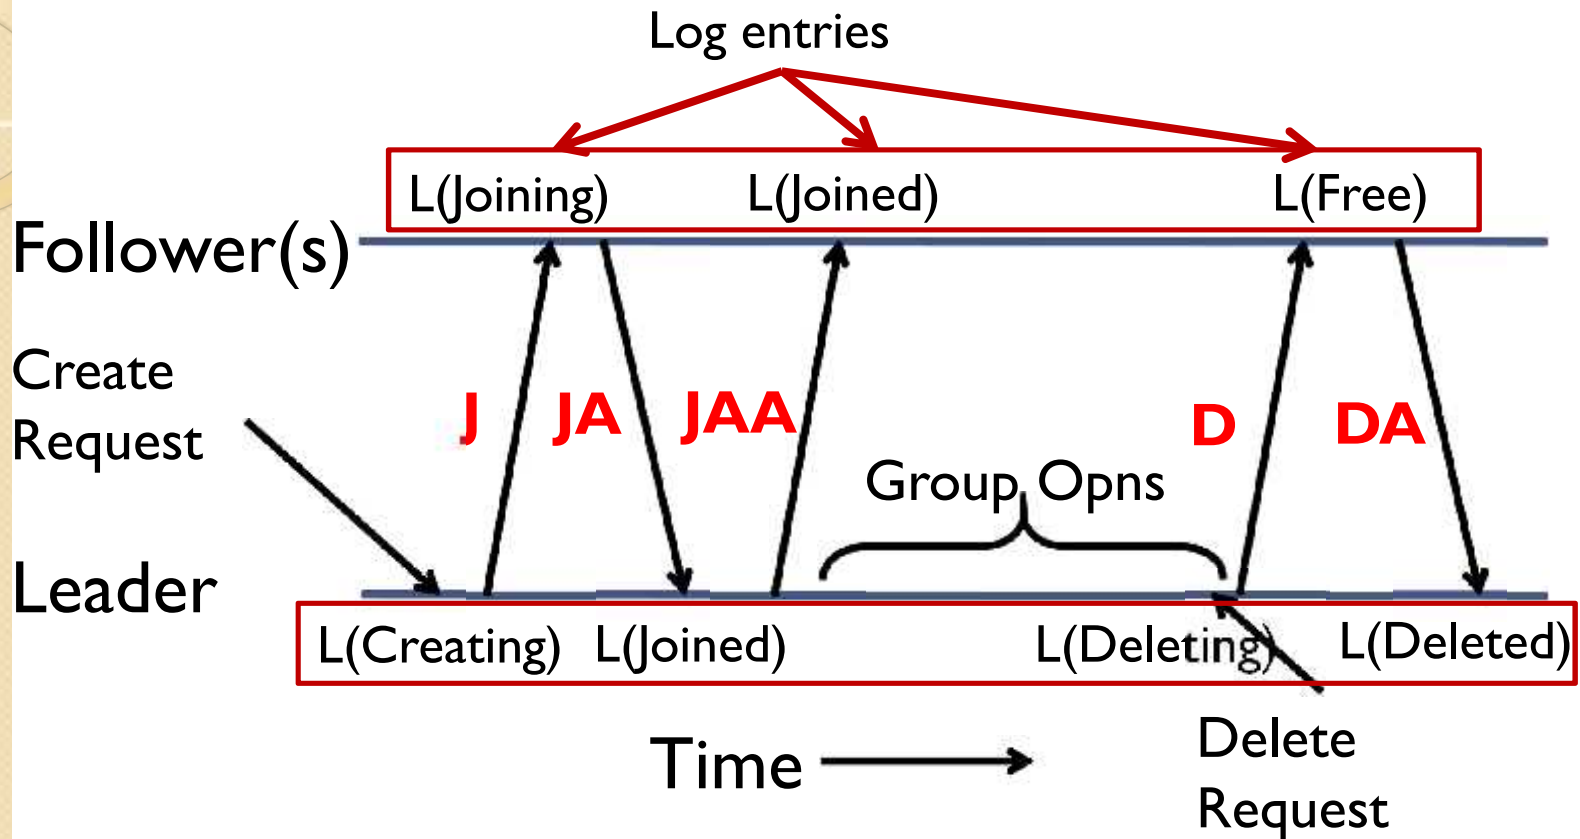 Log entries
L(Joining) L(Joined) L(Free)
Follower(s)
Create
Request
J JA JAA D DA
Group Opns
Leader
L(Creating) L(Joined) L(Deleting) L(Deleted)
Time
Delete
Request